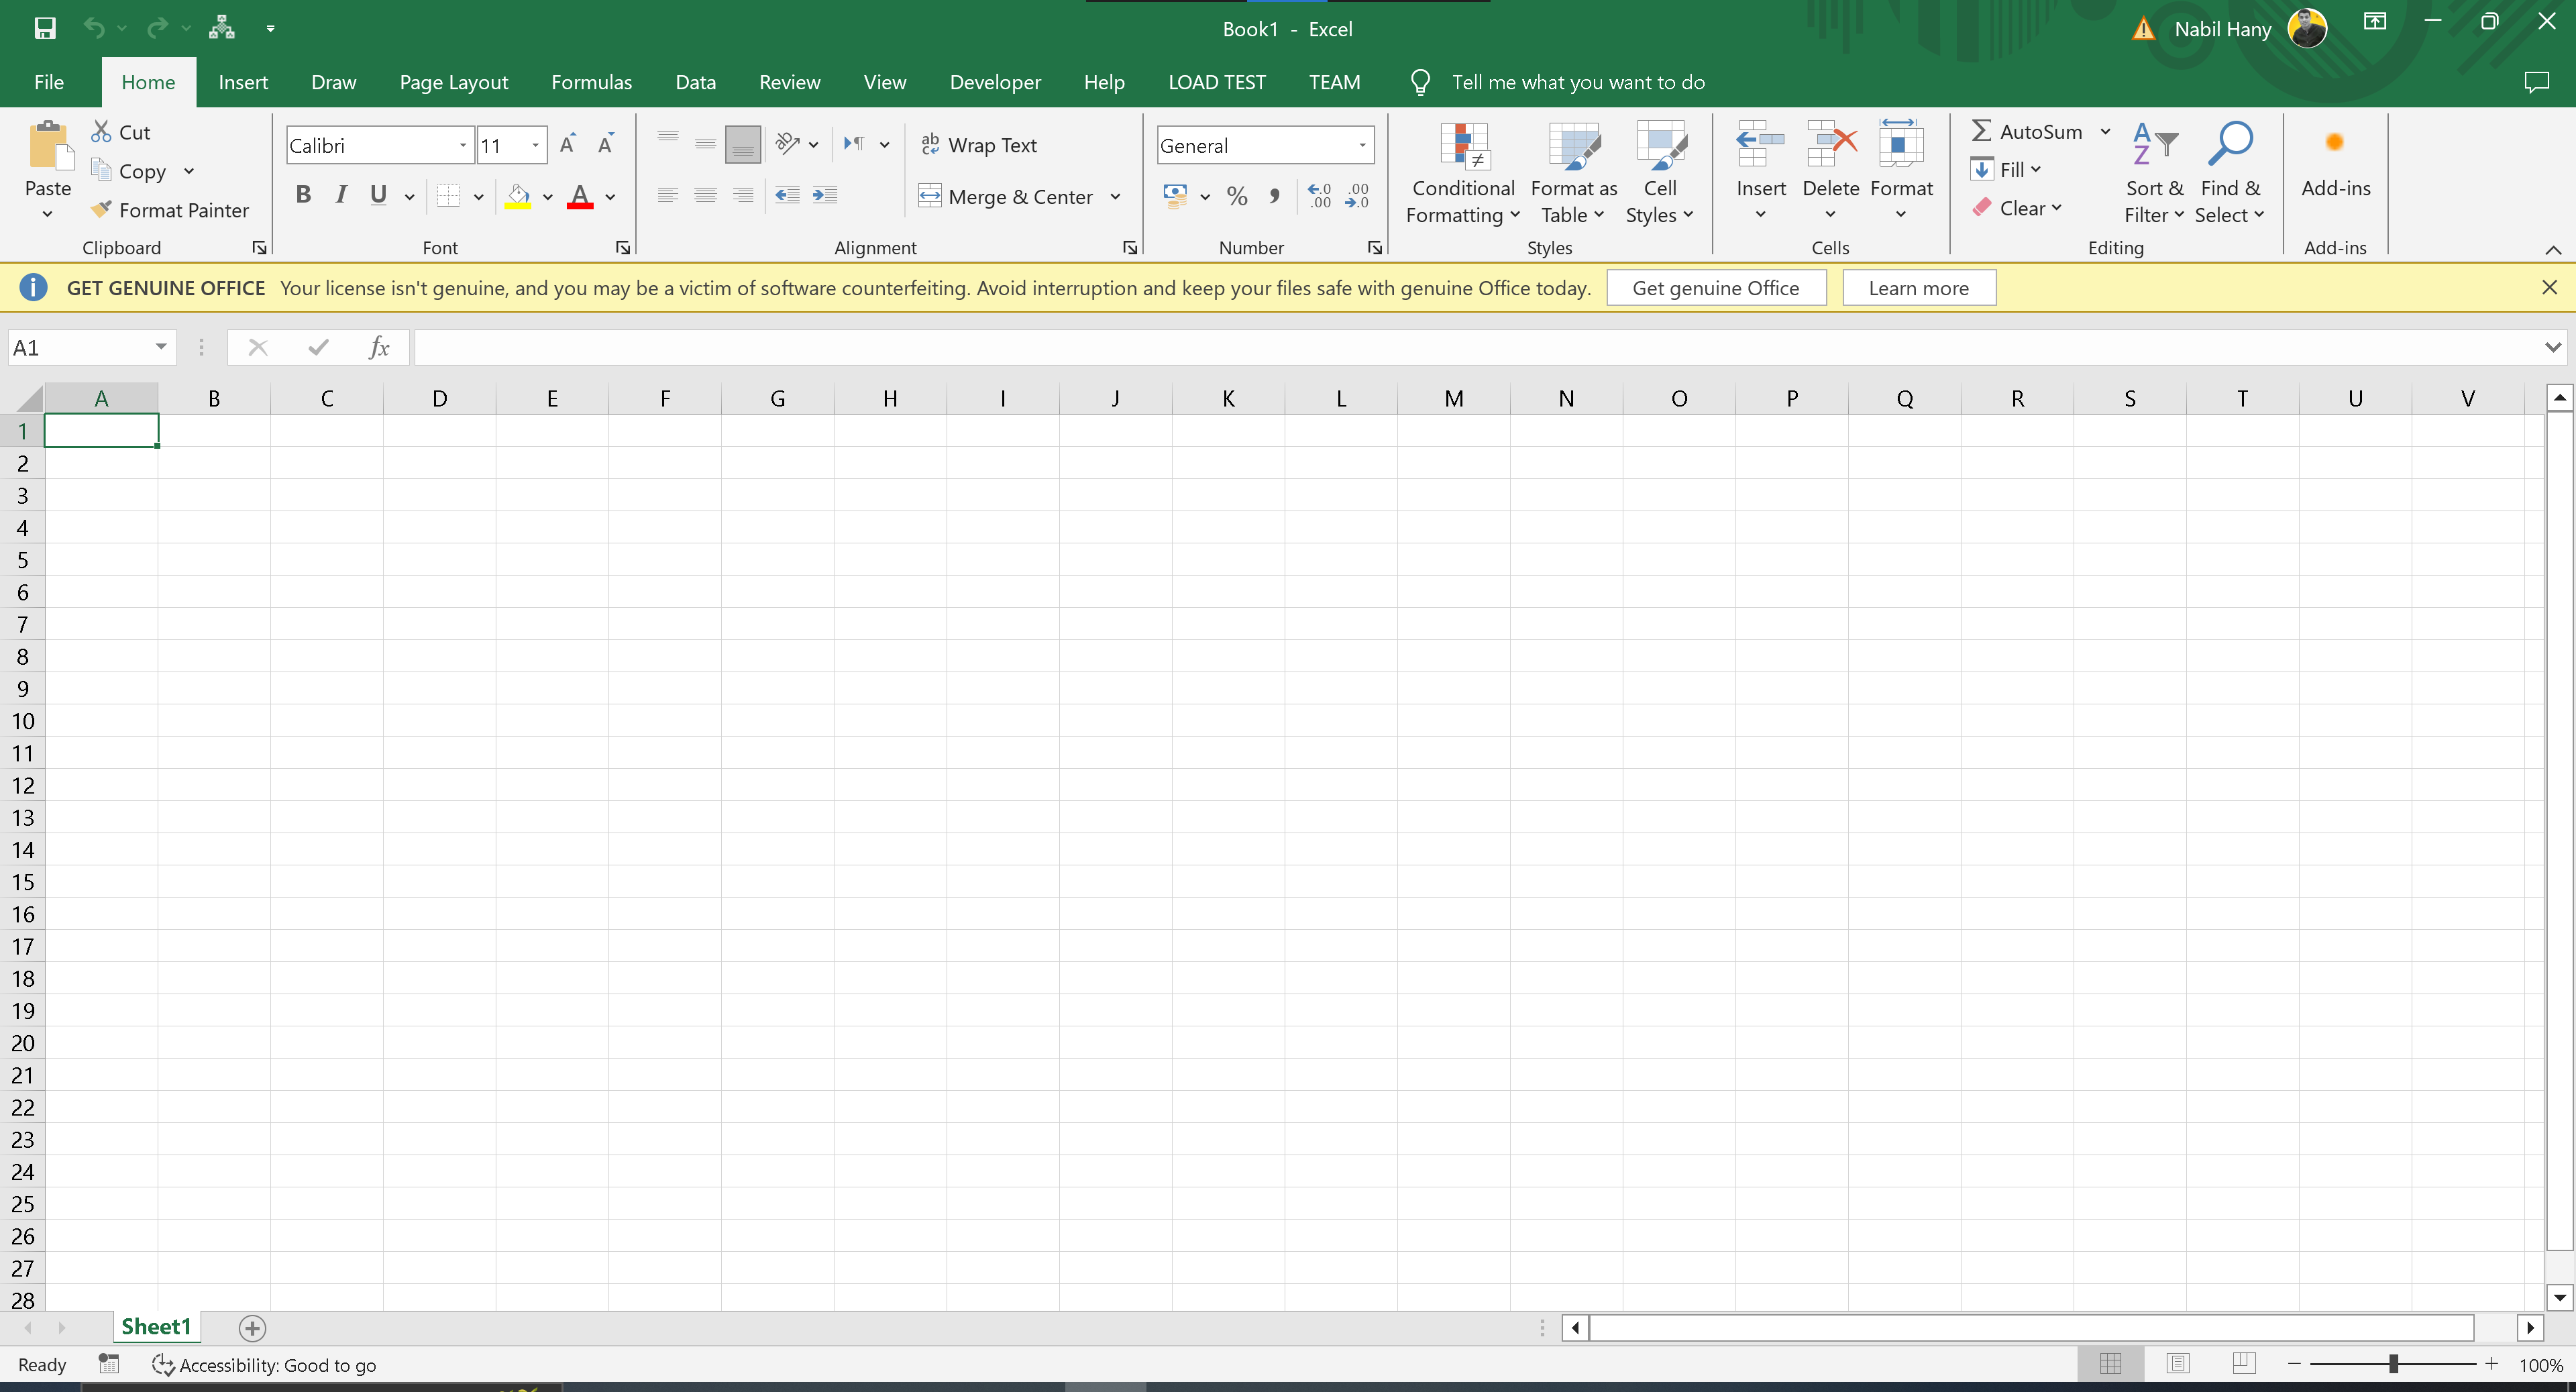 Book1 - Excel
Nabil Hany
File Home Insert Draw Page Layout Formulas Data Review View Developer Help LOAD TEST TEAM Tell me what you want to do
Paste
Cut
Copy
Format Painter
Clipboard
Calibri 11
B I U A
Font
Wrap Text
Merge & Center
Alignment
General
%
Number
Conditional Formatting
Format as Table
Cell Styles
Styles
Insert Delete Format
Cells
AutoSum
Fill
Clear
Sort & Filter
Find & Select
Editing
Add-ins
Add-ins
GET GENUINE OFFICE Your license isn't genuine, and you may be a victim of software counterfeiting. Avoid interruption and keep your files safe with genuine Office today. Get genuine Office Learn more
A1 fx
A B C D E F G H I J K L M N O P Q R S T U V
1
2
3
4
5
6
7
8
9
10
11
12
13
14
15
16
17
18
19
20
21
22
23
24
25
26
27
28
Sheet1
Ready Accessibility: Good to go 100%